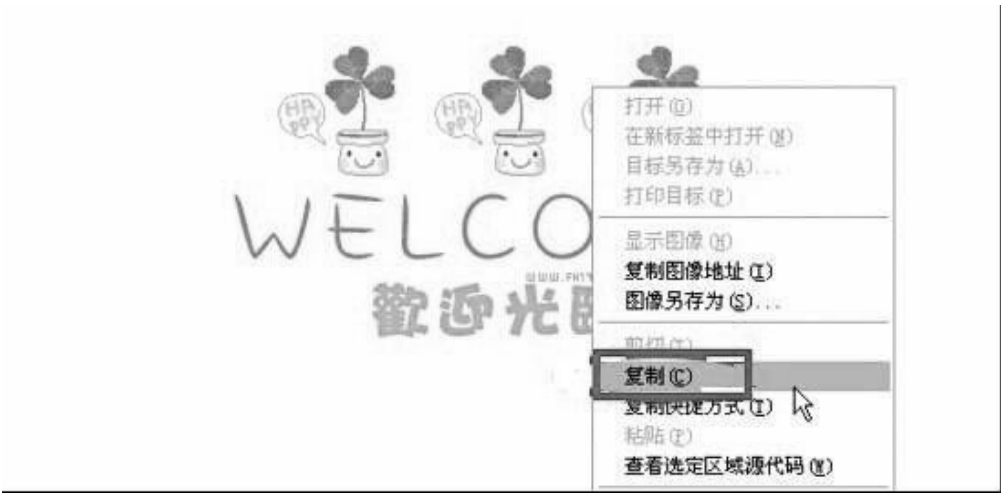 HA
PPY
HA
PPY
打开(O)
在新标签中打开(N)
目标另存为(A)...
打印目标(P)
WELCO
显示图像(H)
复制图像地址(I)
图像另存为(S)...
歡迎光
剪切(T)
复制(C)
复制快捷方式(T)
粘贴(P)
查看选定区域源代码(W)